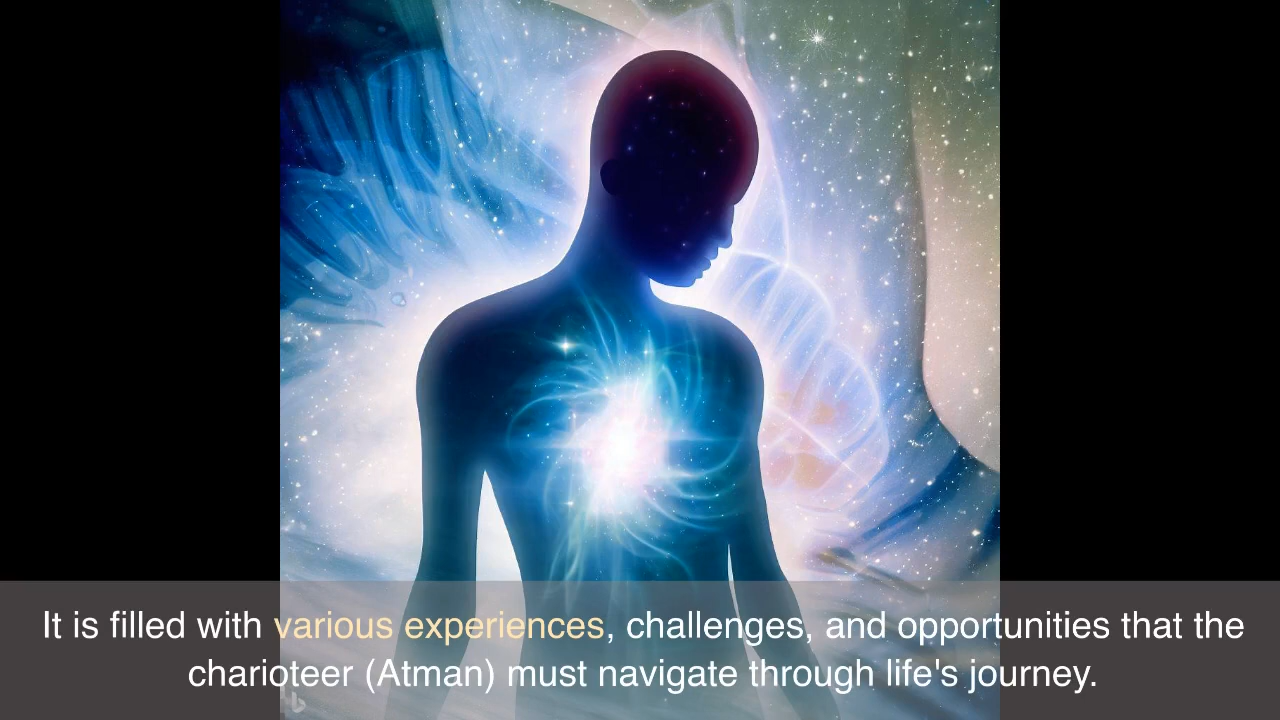 It is filled with various experiences, challenges, and opportunities that the
charioteer (Atman) must navigate through life's journey.